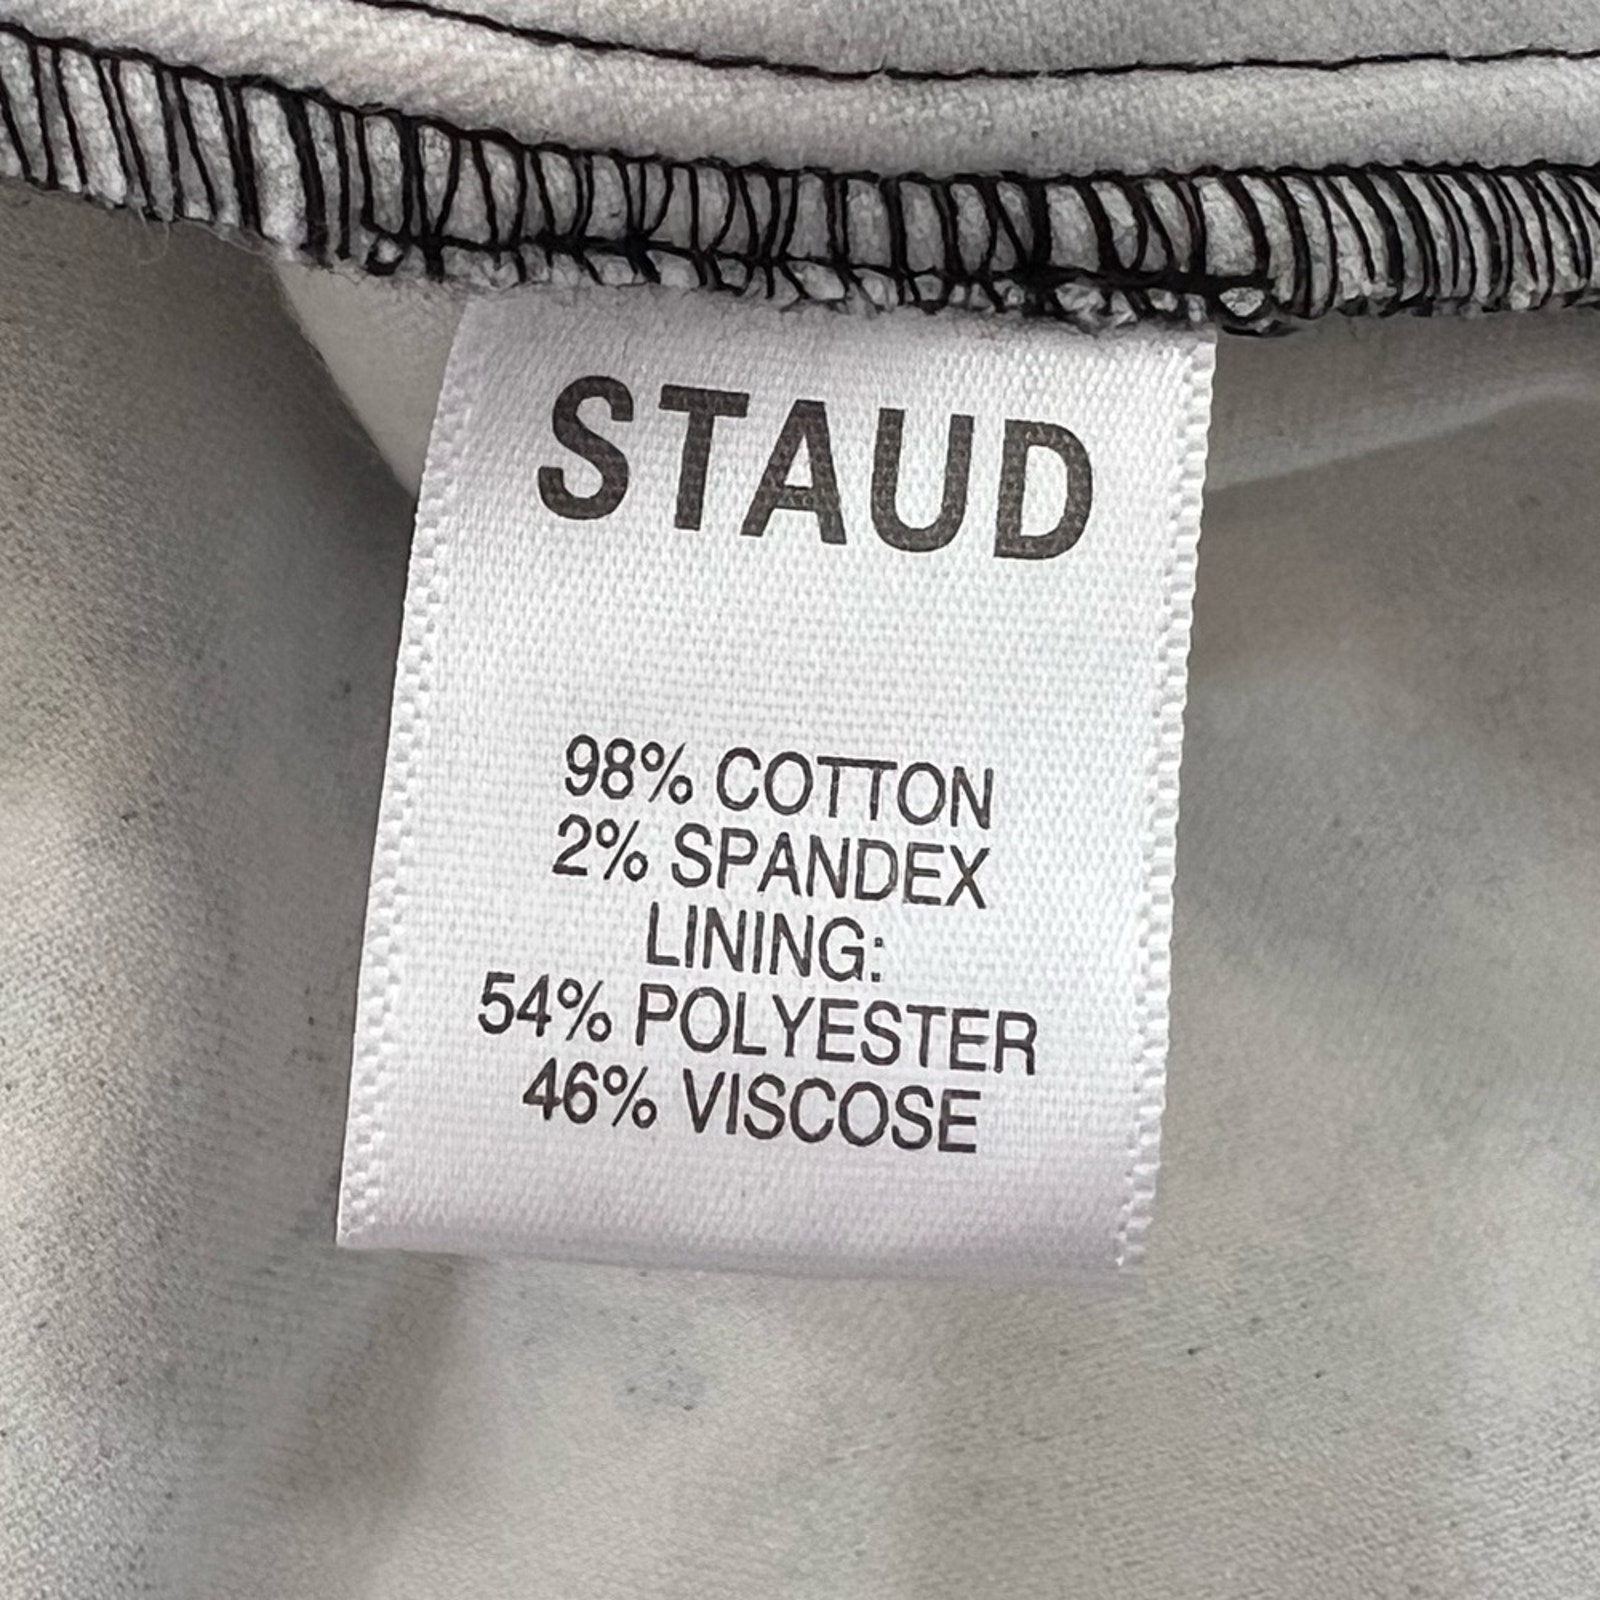 STAUD
98% COTTON
2% SPANDEX
LINING:
54% POLYESTER
46% VISCOSE